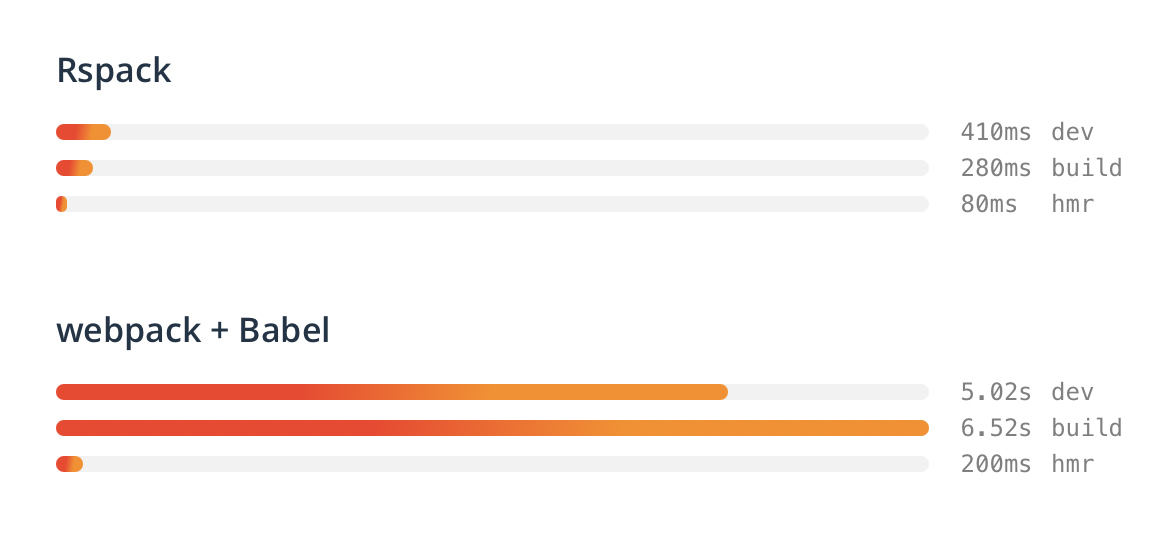 Rspack
410ms dev
280ms build
80ms hmr
webpack + Babel
5.02s dev
6.52s build
200ms hmr